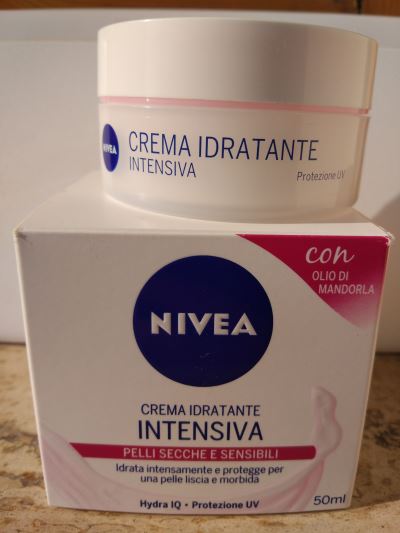 NIVEA
CREMA IDRATANTE
INTENSIVA
Protezione UV
con
OLIO DI
MANDORLA
NIVEA
CREMA IDRATANTE
INTENSIVA
PELLI SECCHE E SENSIBILI
Idrata intensamente e protegge per
una pelle liscia e morbida
Hydra IQ • Protezione UV
50ml